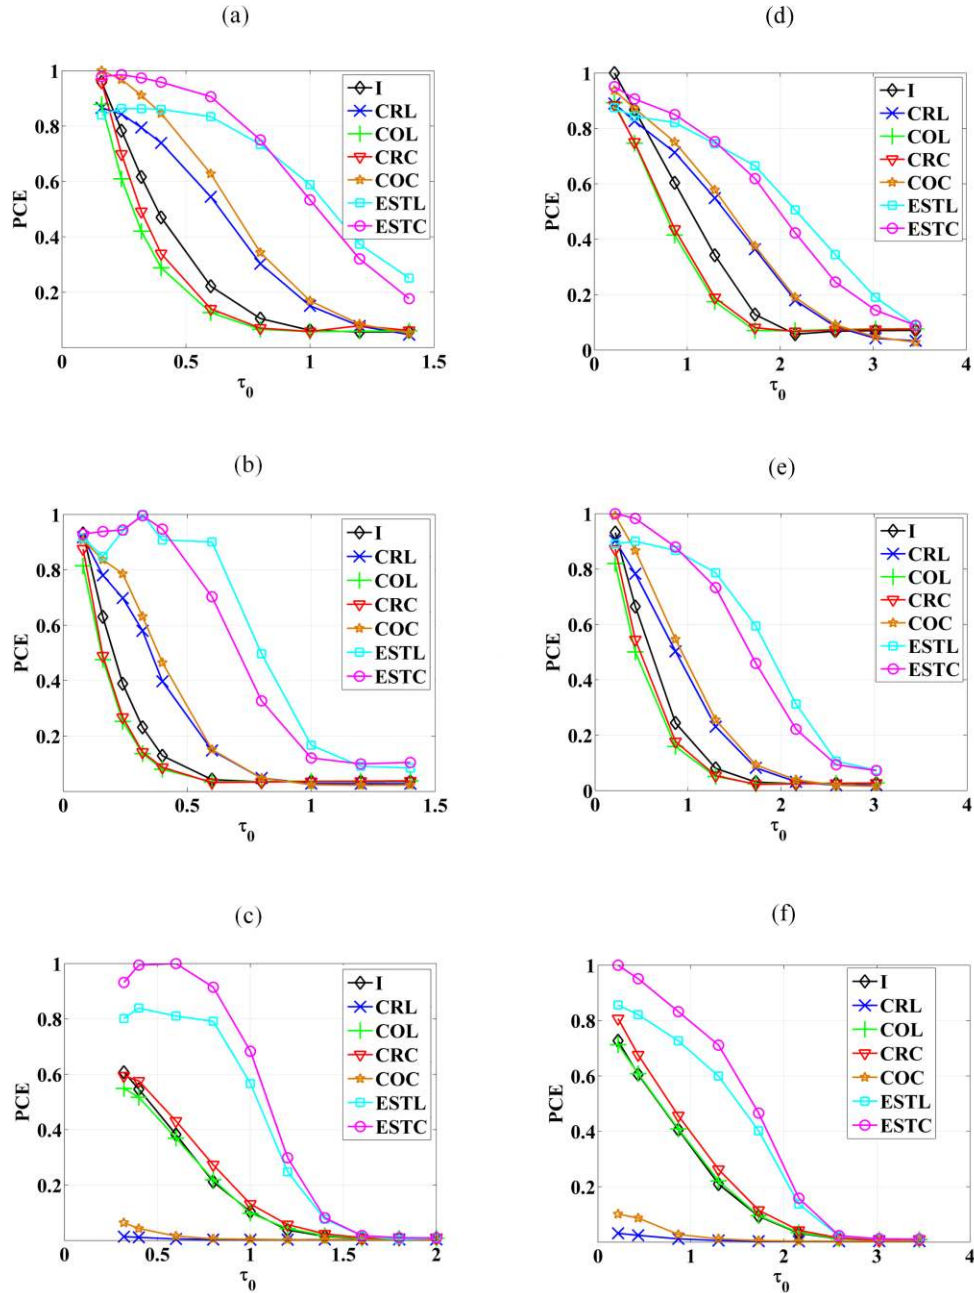 (a)
1
0.8
0.6
0.4
0.2
PCE
0 0.5 1 1.5
τ0
I
CRL
COL
CRC
COC
ESTL
ESTC
(d)
1
0.8
0.6
0.4
0.2
0
PCE
0 1 2 3 4
τ0
I
CRL
COL
CRC
COC
ESTL
ESTC
(b)
1
0.8
0.6
0.4
0.2
0
PCE
0 0.5 1 1.5
τ0
I
CRL
COL
CRC
COC
ESTL
ESTC
(e)
1
0.8
0.6
0.4
0.2
0
PCE
0 1 2 3 4
τ0
I
CRL
COL
CRC
COC
ESTL
ESTC
(c)
1
0.8
0.6
0.4
0.2
PCE
0 0.5 1 1.5 2
τ0
I
CRL
COL
CRC
COC
ESTL
ESTC
(f)
1
0.8
0.6
0.4
0.2
PCE
0 1 2 3 4
τ0
I
CRL
COL
CRC
COC
ESTL
ESTC